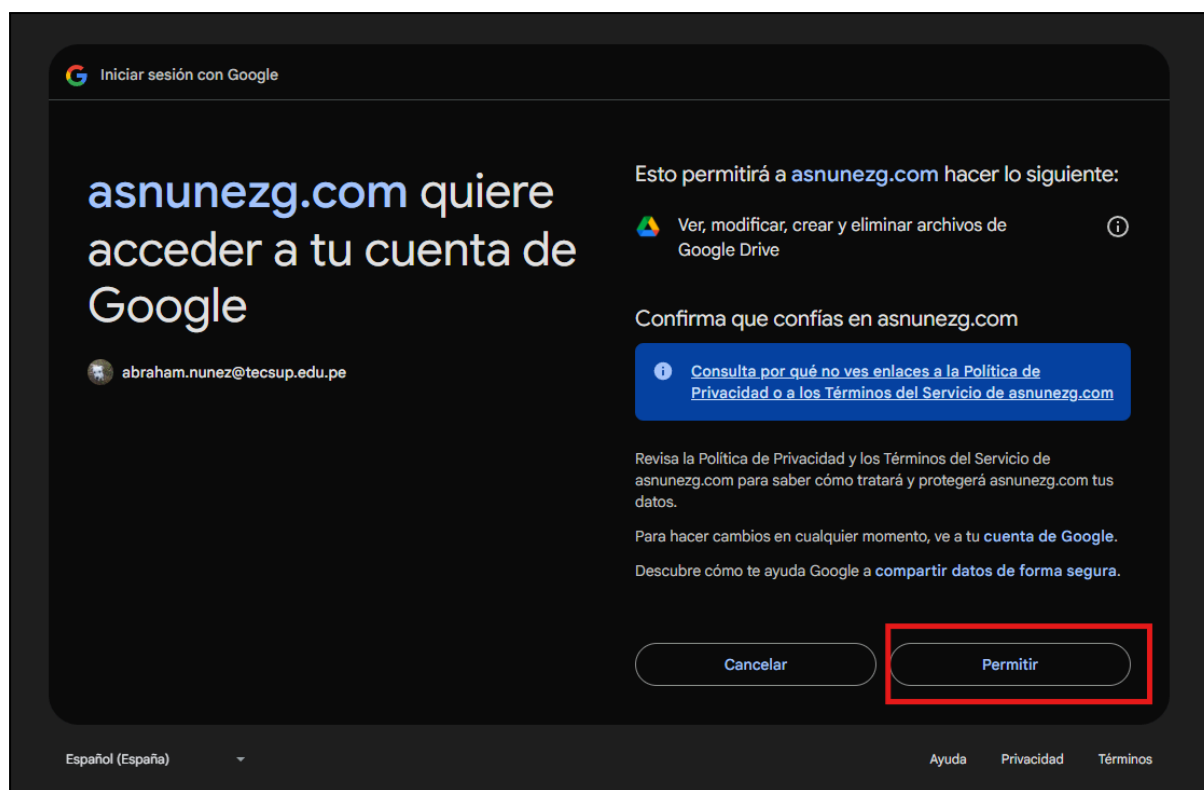 Iniciar sesión con Google
asnunezg.com quiere
acceder a tu cuenta de
Google
abraham.nunez@tecsup.edu.pe
Esto permitirá a asnunezg.com hacer lo siguiente:
Ver, modificar, crear y eliminar archivos de
Google Drive
Confirma que confías en asnunezg.com
Consulta por qué no ves enlaces a la Política de
Privacidad o a los Términos del Servicio de asnunezg.com
Revisa la Política de Privacidad y los Términos del Servicio de
asnunezg.com para saber cómo tratará y protegerá asnunezg.com tus
datos.
Para hacer cambios en cualquier momento, ve a tu cuenta de Google.
Descubre cómo te ayuda Google a compartir datos de forma segura.
Cancelar
Permitir
Español (España)
Ayuda Privacidad Términos